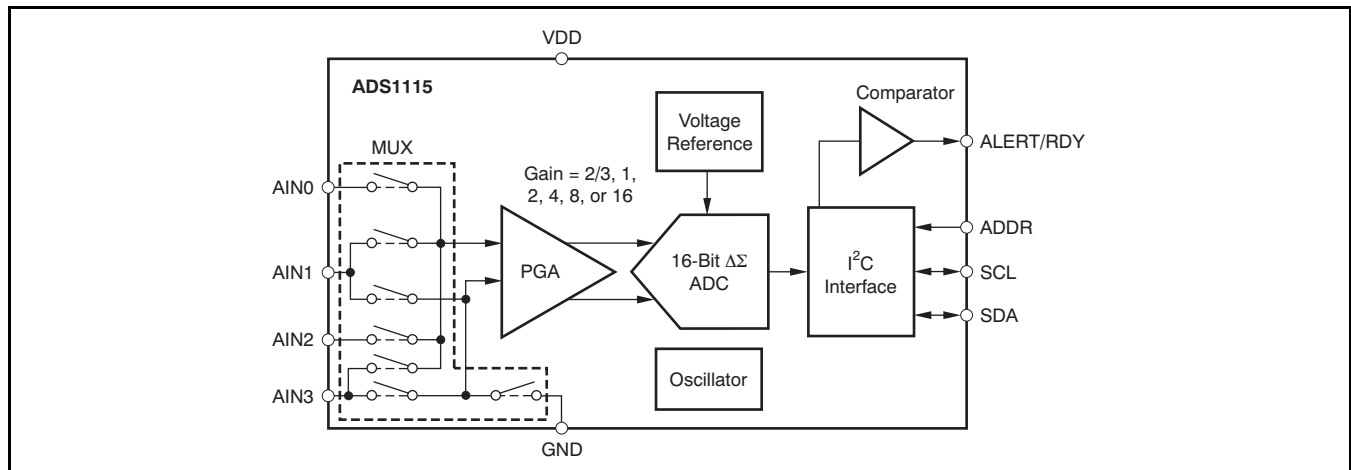 VDD
ADS1115
Comparator
Voltage
Reference
ALERT/RDY
MUX
Gain = 2/3, 1,
2, 4, 8, or 16
AIN0
ADDR
AIN1
PGA
16-Bit ΔΣ
ADC
I²C
Interface
SCL
SDA
AIN2
Oscillator
AIN3
GND